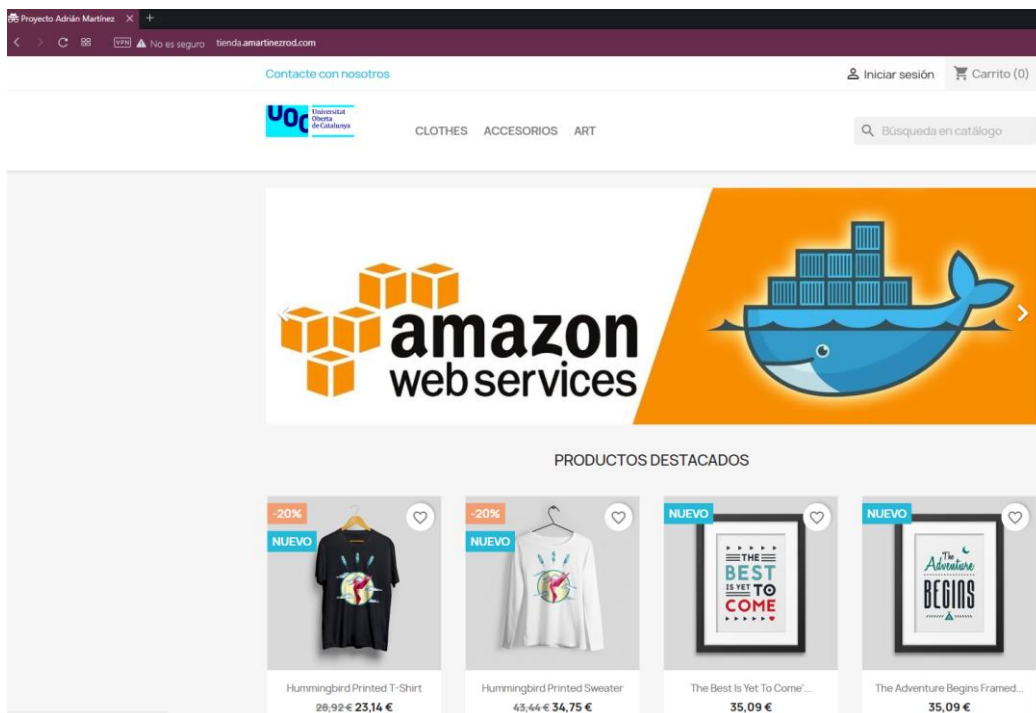 Proyecto Adrián Martínez
VPN No es seguro tienda.amartinezrod.com
Contacte con nosotros
Iniciar sesión
Carrito (0)
UOC Universitat
Oberta
de Catalunya
CLOTHES ACCESORIOS ART
Búsqueda en catálogo
amazon
web services
PRODUCTOS DESTACADOS
-20%
NUEVO
-20%
NUEVO
NUEVO
THE
BEST
IS YET TO
COME
NUEVO
The
Adventure
BEGINS
Hummingbird Printed T-Shirt
28,92 € 23,14 €
Hummingbird Printed Sweater
43,44 € 34,75 €
The Best Is Yet To Come'...
35,09 €
The Adventure Begins Framed...
35,09 €